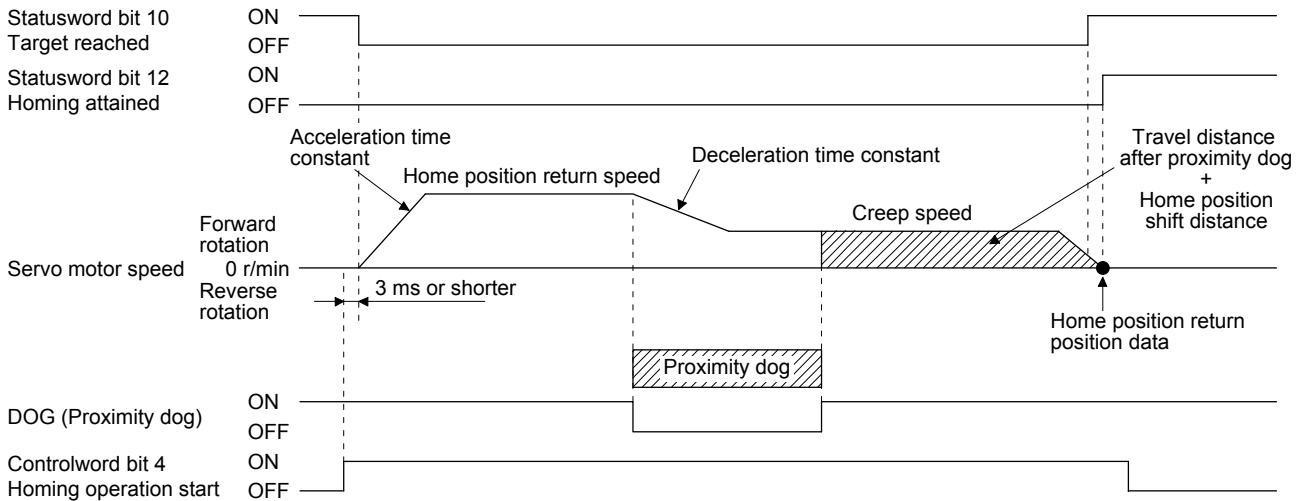 Statusword bit 10
Target reached
ON
OFF
Statusword bit 12
Homing attained
ON
OFF
Acceleration time
constant
Home position return speed
Deceleration time constant
Travel distance
after proximity dog
+
Home position
shift distance
Creep speed
Forward
rotation
Servo motor speed
0 r/min
Reverse
rotation
3 ms or shorter
Home position return
position data
Proximity dog
DOG (Proximity dog)
ON
OFF
Controlword bit 4
Homing operation start
ON
OFF